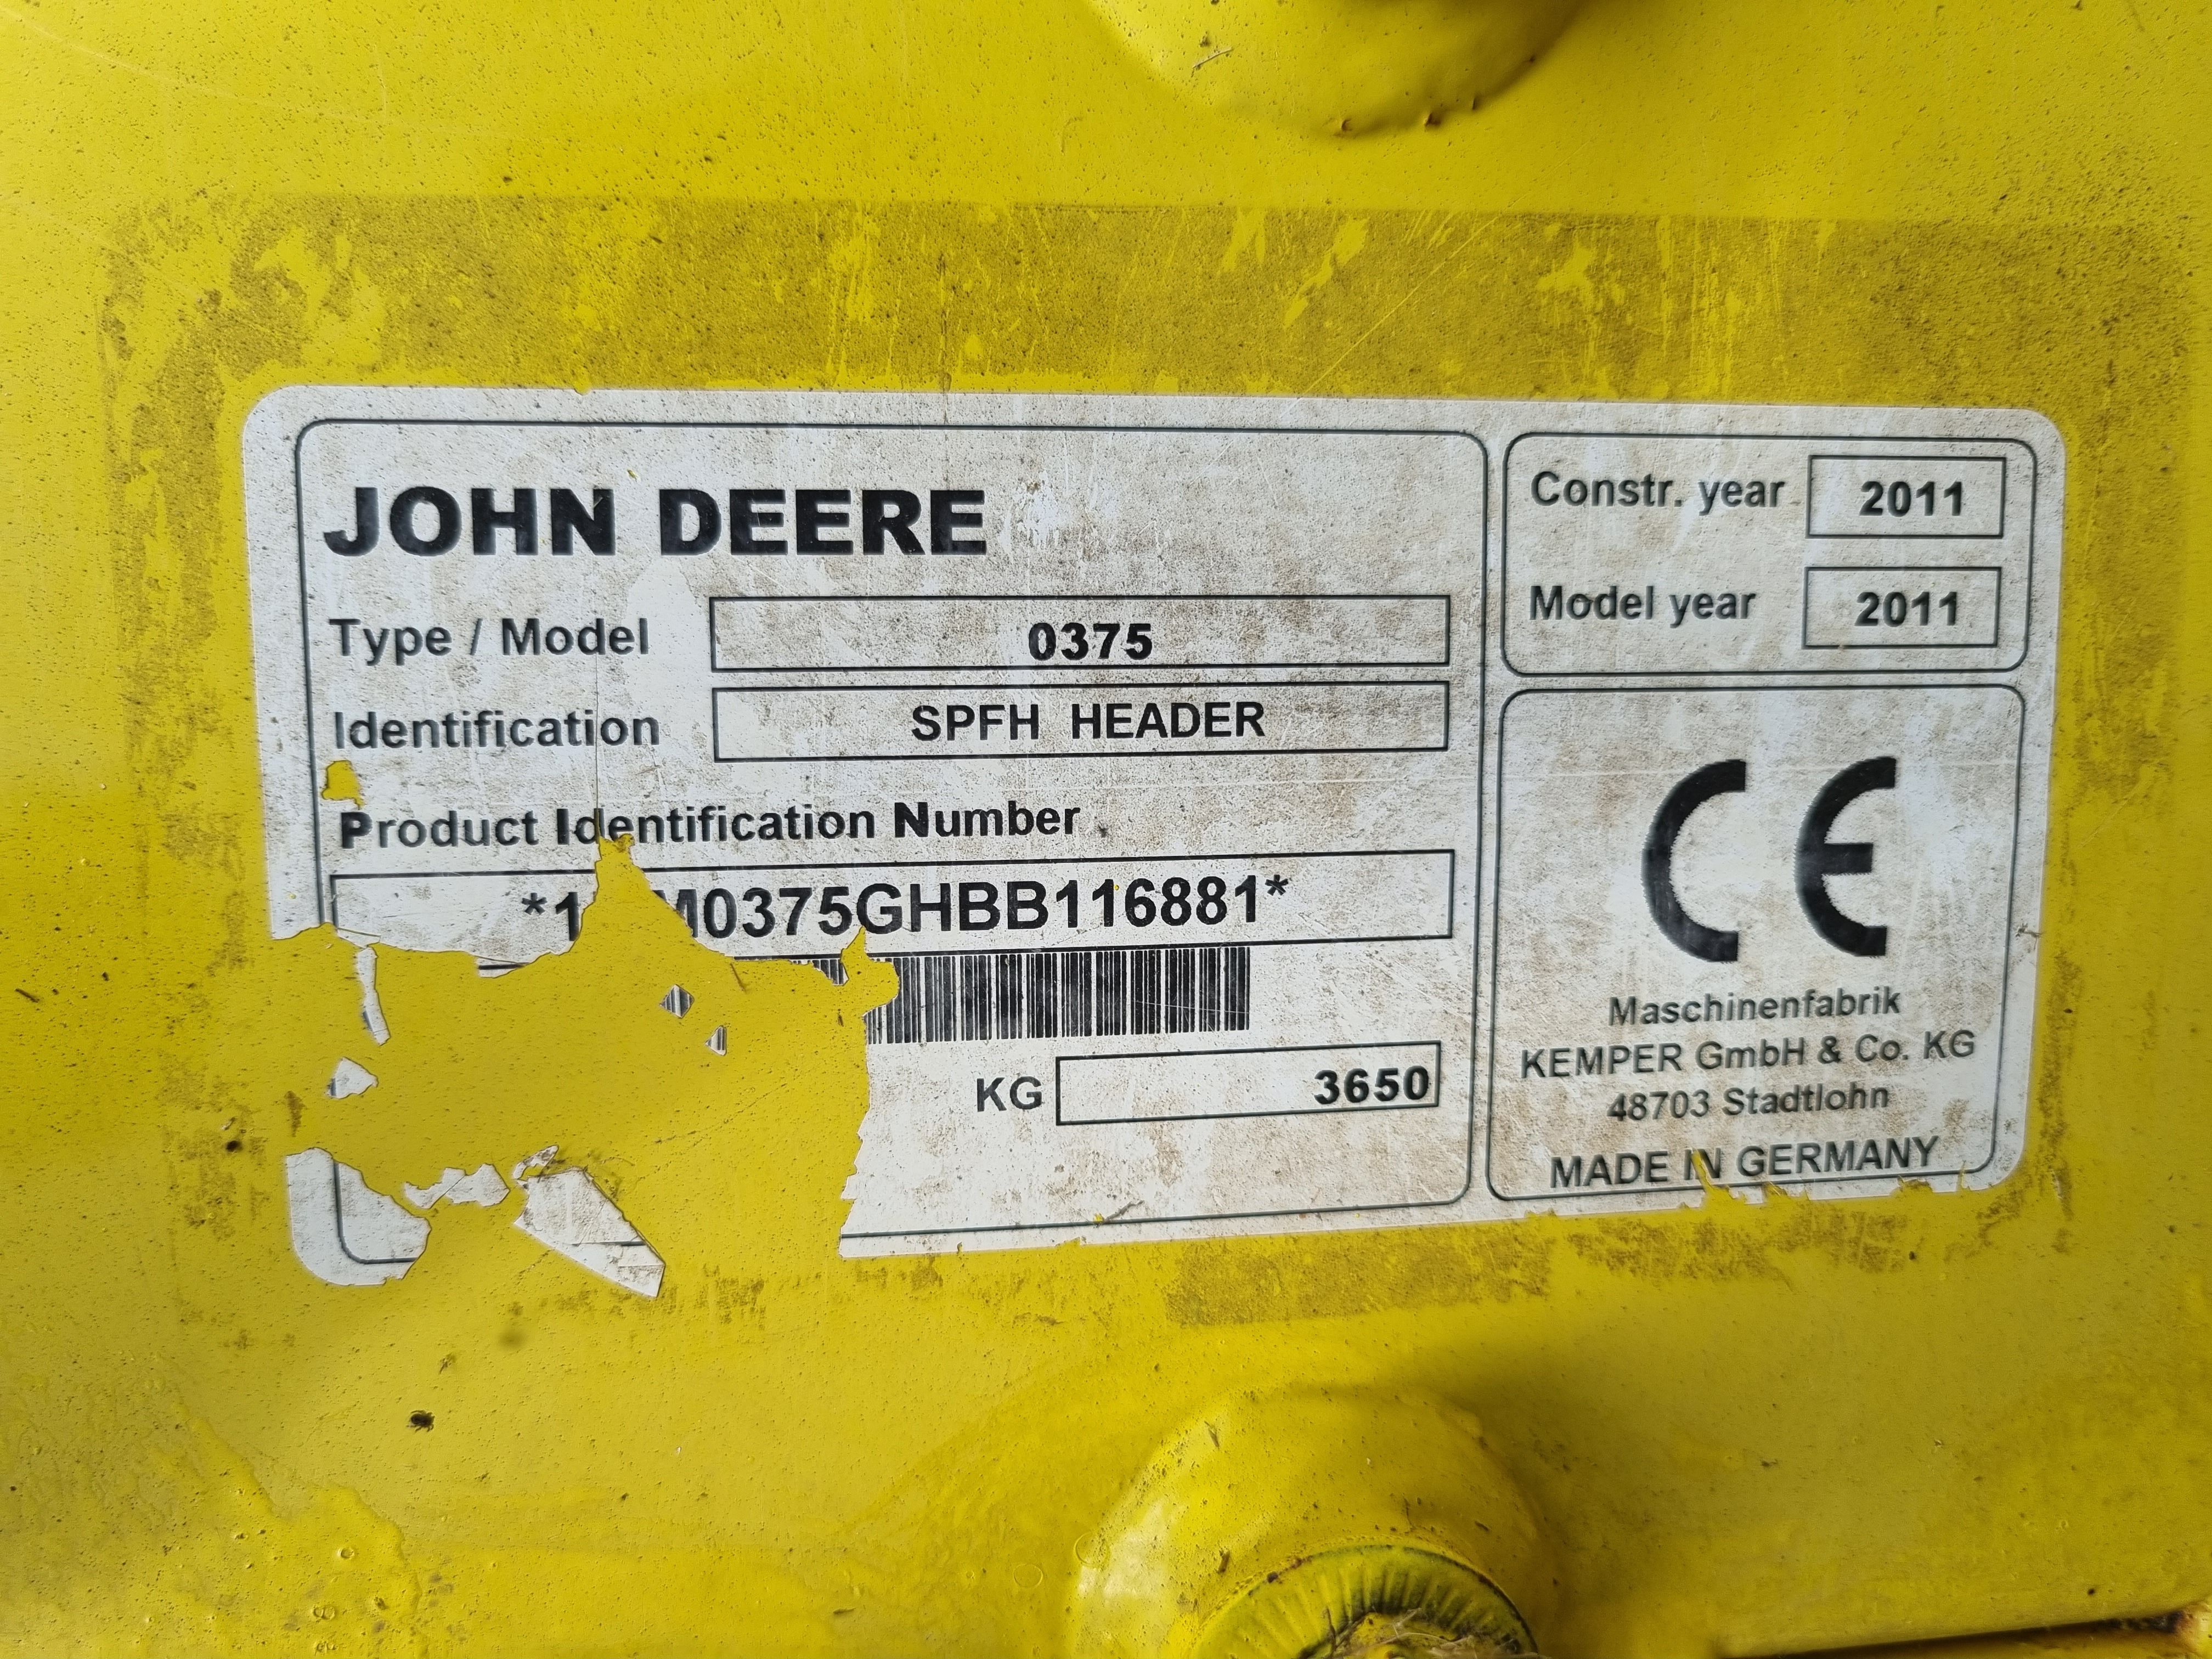 JOHN DEERE
Constr. year 2011
Type / Model 0375
Model year 2011
Identification SPFH HEADER
Product Identification Number
M0375GHBB116881*
KG 3650
Maschinenfabrik
KEMPER GmbH & Co. KG
48703 Stadtlohn
MADE IN GERMANY
CE